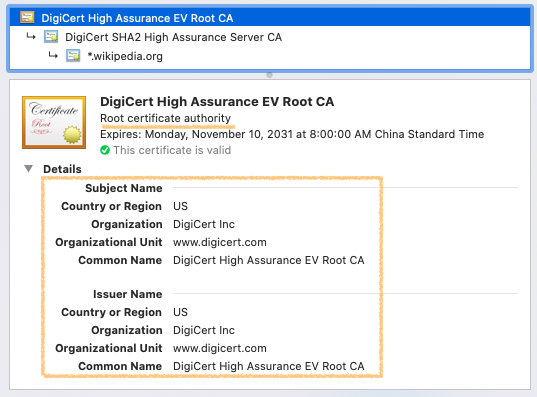 DigiCert High Assurance EV Root CA
DigiCert SHA2 High Assurance Server CA
*.wikipedia.org
Certificate
Root
DigiCert High Assurance EV Root CA
Root certificate authority
Expires: Monday, November 10, 2031 at 8:00:00 AM China Standard Time
This certificate is valid
Details
Subject Name
Country or Region US
Organization DigiCert Inc
Organizational Unit www.digicert.com
Common Name DigiCert High Assurance EV Root CA
Issuer Name
Country or Region US
Organization DigiCert Inc
Organizational Unit www.digicert.com
Common Name DigiCert High Assurance EV Root CA